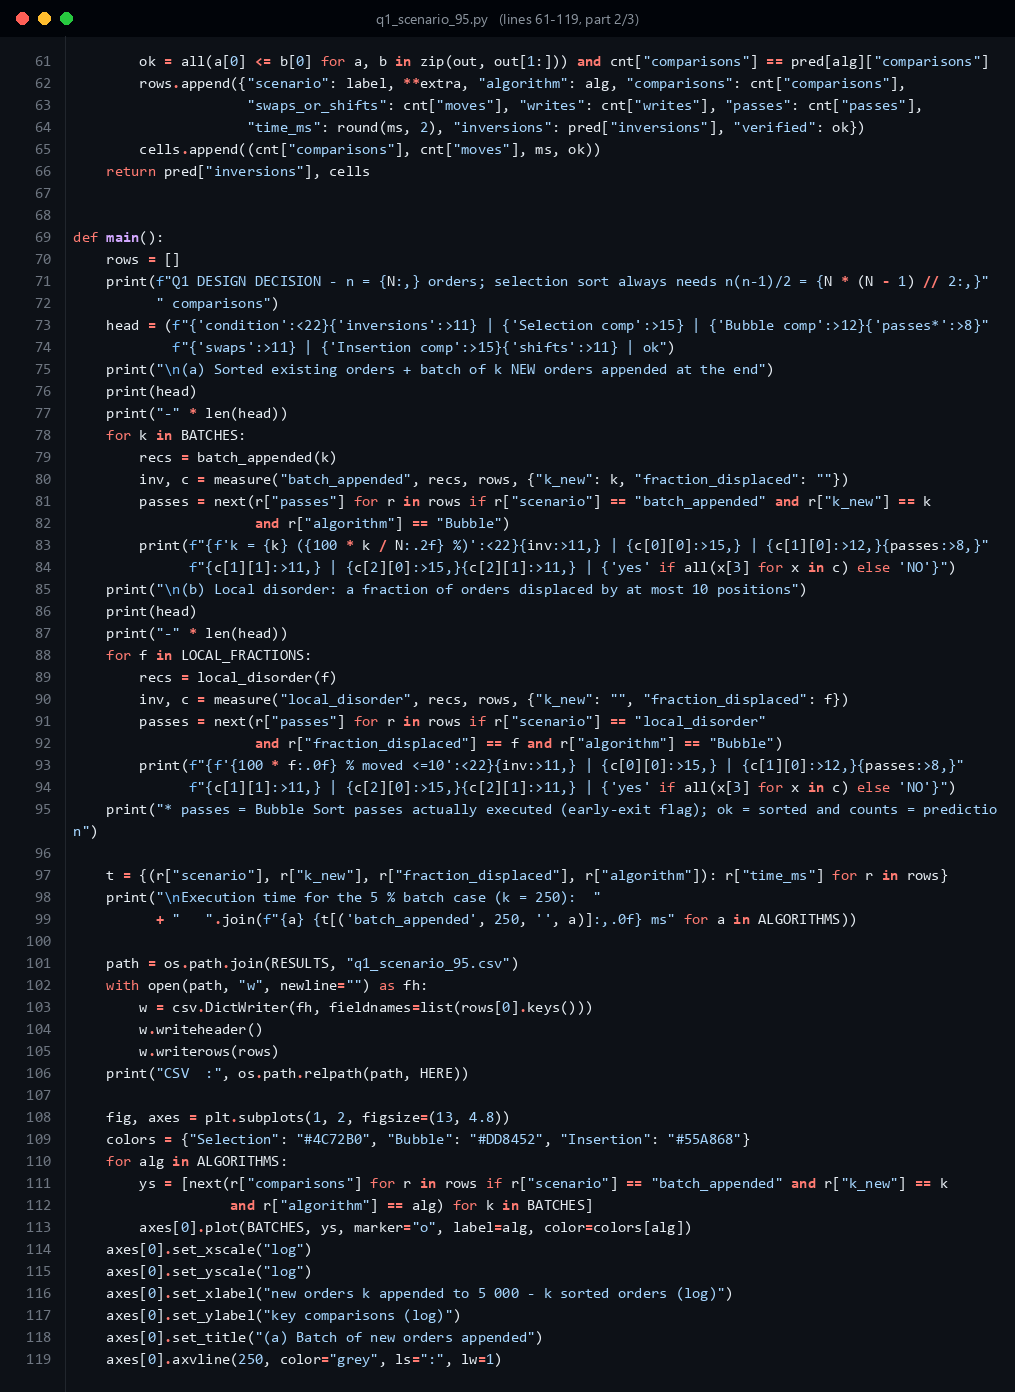 q1_scenario_95.py   (lines 61-119, part 2/3)
61         ok = all(a[0] <= b[0] for a, b in zip(out, out[1:])) and cnt["comparisons"] == pred[alg]["comparisons"]
62         rows.append({"scenario": label, **extra, "algorithm": alg, "comparisons": cnt["comparisons"],
63                      "swaps_or_shifts": cnt["moves"], "writes": cnt["writes"], "passes": cnt["passes"],
64                      "time_ms": round(ms, 2), "inversions": pred["inversions"], "verified": ok})
65         cells.append((cnt["comparisons"], cnt["moves"], ms, ok))
66     return pred["inversions"], cells
67
68
69 def main():
70     rows = []
71     print(f"Q1 DESIGN DECISION - n = {N:,} orders; selection sort always needs n(n-1)/2 = {N * (N - 1) // 2:,}"
72           " comparisons")
73     head = (f"{'condition':<22}{'inversions':>11} | {'Selection comp':>15} | {'Bubble comp':>12}{'passes*':>8}"
74             f"{'swaps':>11} | {'Insertion comp':>15}{'shifts':>11} | ok")
75     print("\n(a) Sorted existing orders + batch of k NEW orders appended at the end")
76     print(head)
77     print("-" * len(head))
78     for k in BATCHES:
79         recs = batch_appended(k)
80         inv, c = measure("batch_appended", recs, rows, {"k_new": k, "fraction_displaced": ""})
81         passes = next(r["passes"] for r in rows if r["scenario"] == "batch_appended" and r["k_new"] == k
82                       and r["algorithm"] == "Bubble")
83         print(f"{f'k = {k} ({100 * k / N:.2f} %)':<22}{inv:>11,} | {c[0][0]:>15,} | {c[1][0]:>12,}{passes:>8,}"
84               f"{c[1][1]:>11,} | {c[2][0]:>15,}{c[2][1]:>11,} | {'yes' if all(x[3] for x in c) else 'NO'}")
85     print("\n(b) Local disorder: a fraction of orders displaced by at most 10 positions")
86     print(head)
87     print("-" * len(head))
88     for f in LOCAL_FRACTIONS:
89         recs = local_disorder(f)
90         inv, c = measure("local_disorder", recs, rows, {"k_new": "", "fraction_displaced": f})
91         passes = next(r["passes"] for r in rows if r["scenario"] == "local_disorder"
92                       and r["fraction_displaced"] == f and r["algorithm"] == "Bubble")
93         print(f"{f'{100 * f:.0f} % moved <=10':<22}{inv:>11,} | {c[0][0]:>15,} | {c[1][0]:>12,}{passes:>8,}"
94               f"{c[1][1]:>11,} | {c[2][0]:>15,}{c[2][1]:>11,} | {'yes' if all(x[3] for x in c) else 'NO'}")
95     print("* passes = Bubble Sort passes actually executed (early-exit flag); ok = sorted and counts = predictio
n")
96
97     t = {(r["scenario"], r["k_new"], r["fraction_displaced"], r["algorithm"]): r["time_ms"] for r in rows}
98     print("\nExecution time for the 5 % batch case (k = 250):  "
99           + "   ".join(f"{a} {t[('batch_appended', 250, '', a)]:,.0f} ms" for a in ALGORITHMS))
100
101     path = os.path.join(RESULTS, "q1_scenario_95.csv")
102     with open(path, "w", newline="") as fh:
103         w = csv.DictWriter(fh, fieldnames=list(rows[0].keys()))
104         w.writeheader()
105         w.writerows(rows)
106     print("CSV  :", os.path.relpath(path, HERE))
107
108     fig, axes = plt.subplots(1, 2, figsize=(13, 4.8))
109     colors = {"Selection": "#4C72B0", "Bubble": "#DD8452", "Insertion": "#55A868"}
110     for alg in ALGORITHMS:
111         ys = [next(r["comparisons"] for r in rows if r["scenario"] == "batch_appended" and r["k_new"] == k
112                    and r["algorithm"] == alg) for k in BATCHES]
113         axes[0].plot(BATCHES, ys, marker="o", label=alg, color=colors[alg])
114     axes[0].set_xscale("log")
115     axes[0].set_yscale("log")
116     axes[0].set_xlabel("new orders k appended to 5 000 - k sorted orders (log)")
117     axes[0].set_ylabel("key comparisons (log)")
118     axes[0].set_title("(a) Batch of new orders appended")
119     axes[0].axvline(250, color="grey", ls=":", lw=1)